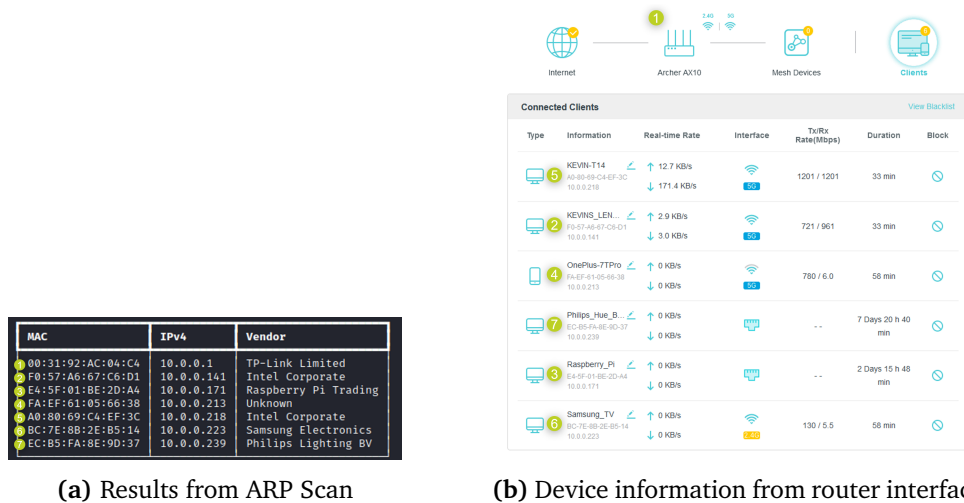 MAC IPv4 Vendor
1 00:31:92:AC:04:C4 10.0.0.1 TP-Link Limited
2 F0:57:A6:67:C6:D1 10.0.0.141 Intel Corporate
3 E4:5F:01:BE:2D:A4 10.0.0.171 Raspberry Pi Trading
4 FA:EF:61:05:66:38 10.0.0.213 Unknown
5 A0:80:69:C4:EF:3C 10.0.0.218 Intel Corporate
6 BC:7E:8B:2E:B5:14 10.0.0.223 Samsung Electronics
7 EC:B5:FA:8E:9D:37 10.0.0.239 Philips Lighting BV
(a) Results from ARP Scan
1 2.4G 5G
0 6
Internet Archer AX10 Mesh Devices Clients
Connected Clients View Blacklist
Type Information Real-time Rate Interface Tx/Rx Rate(Mbps) Duration Block
KEVIN-T14 ↑ 12.7 KB/s
5 A0-80-69-C4-EF-3C 1201 / 1201 33 min
10.0.0.218 ↓ 171.4 KB/s 5G
KEVINS_LEN... ↑ 2.9 KB/s
2 F0-57-A6-67-C6-D1 721 / 961 33 min
10.0.0.141 ↓ 3.0 KB/s 5G
OnePlus-7TPro ↑ 0 KB/s
4 FA-EF-61-05-66-38 780 / 6.0 58 min
10.0.0.213 ↓ 0 KB/s 5G
Philips_Hue_B... ↑ 0 KB/s
7 EC-B5-FA-8E-9D-37 - - 7 Days 20 h 40 min
10.0.0.239 ↓ 0 KB/s
Raspberry_Pi ↑ 0 KB/s
3 E4-5F-01-BE-2D-A4 - - 2 Days 15 h 48 min
10.0.0.171 ↓ 0 KB/s
Samsung_TV ↑ 0 KB/s
6 BC-7E-8B-2E-B5-14 130 / 5.5 58 min
10.0.0.223 ↓ 0 KB/s 2.4G
(b) Device information from router interfac